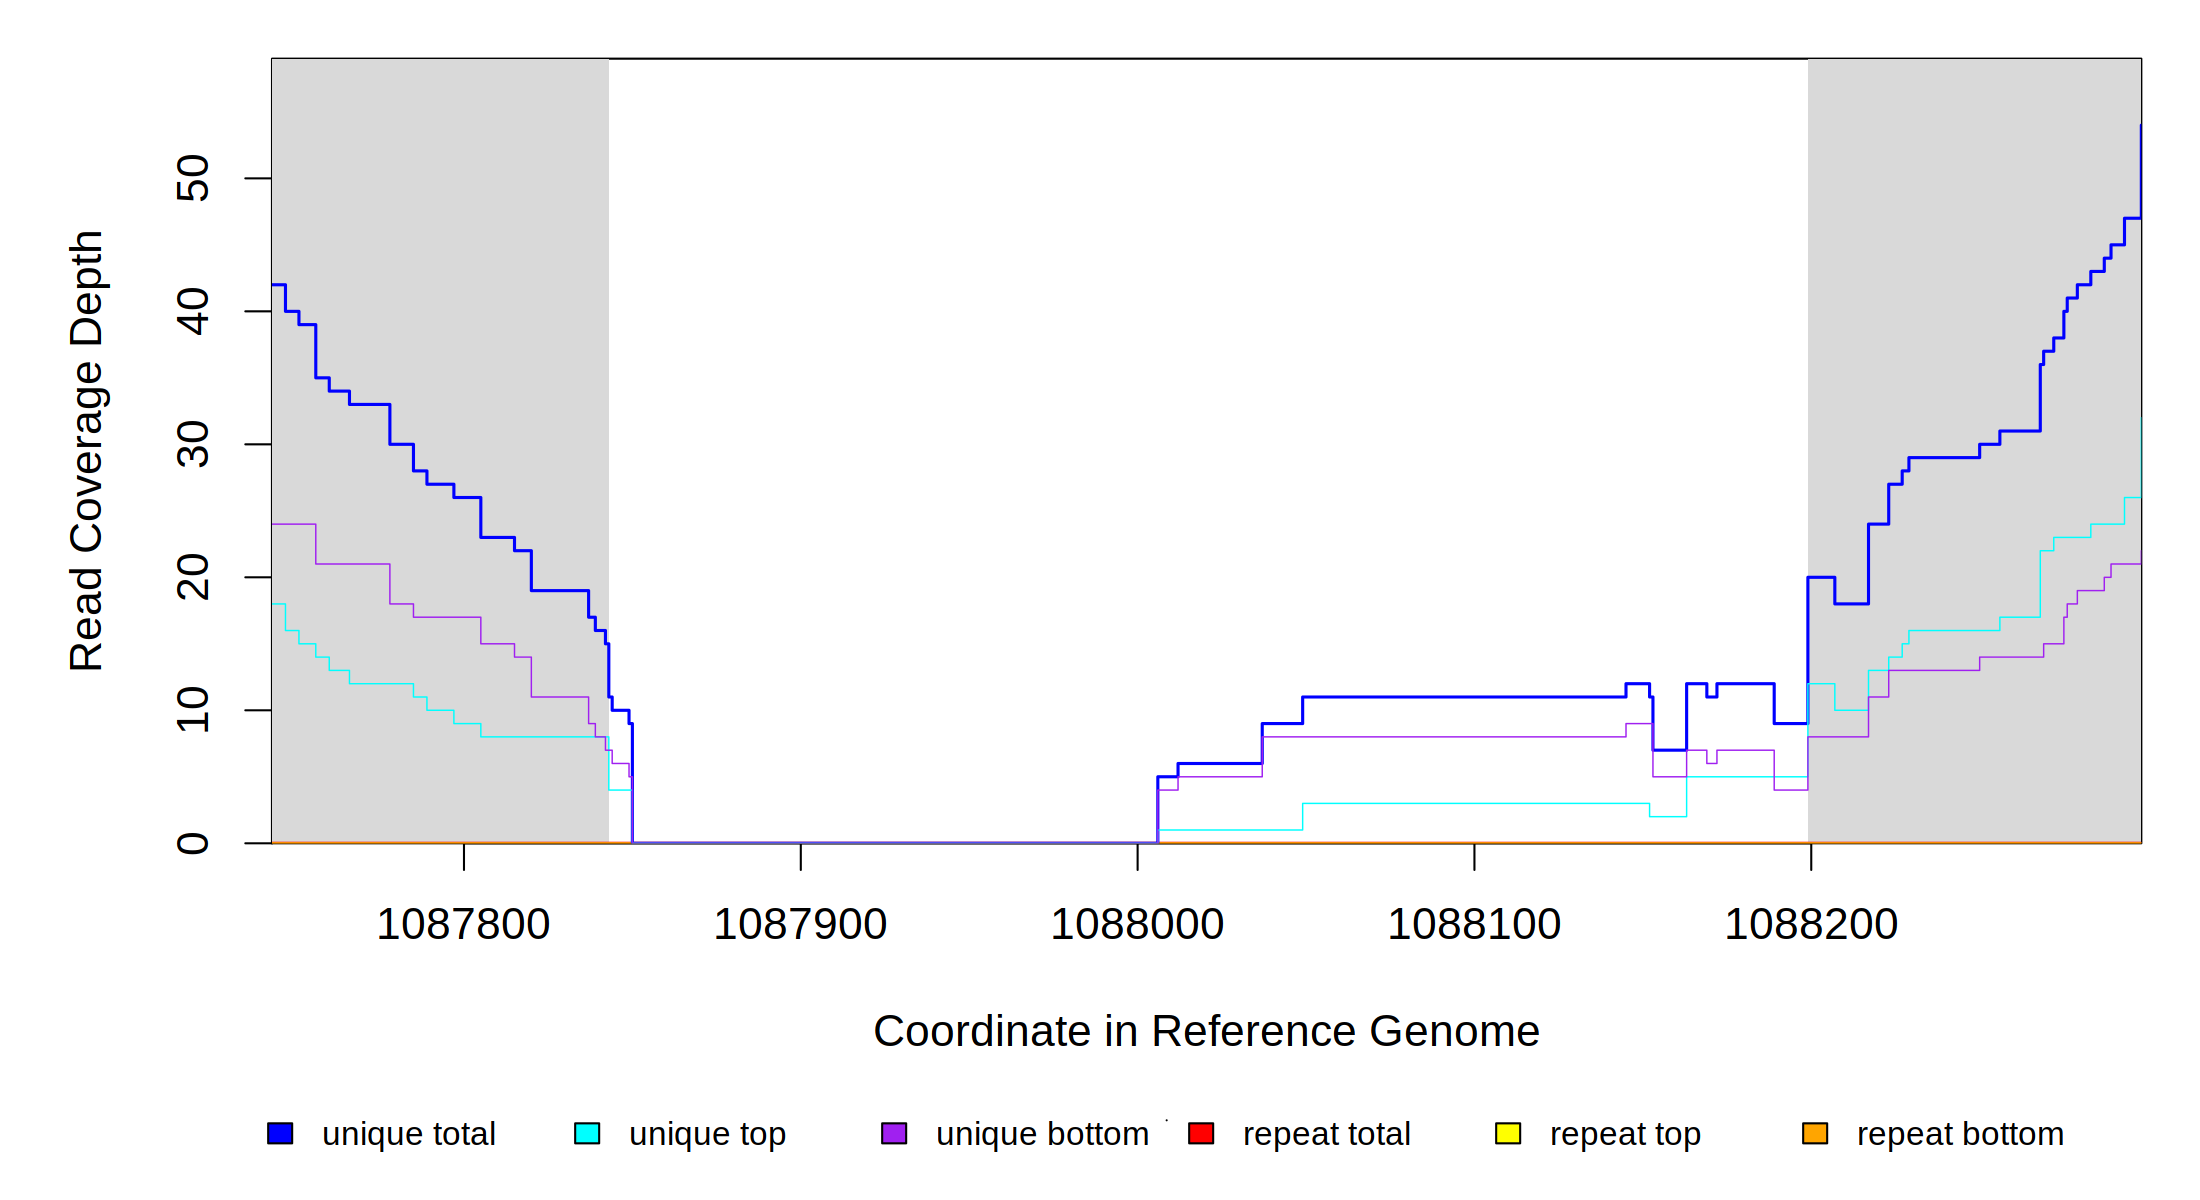 Read Coverage Depth
50
40
30
20
10
0
1087800 1087900 1088000 1088100 1088200
Coordinate in Reference Genome
unique total unique top unique bottom repeat total repeat top repeat bottom